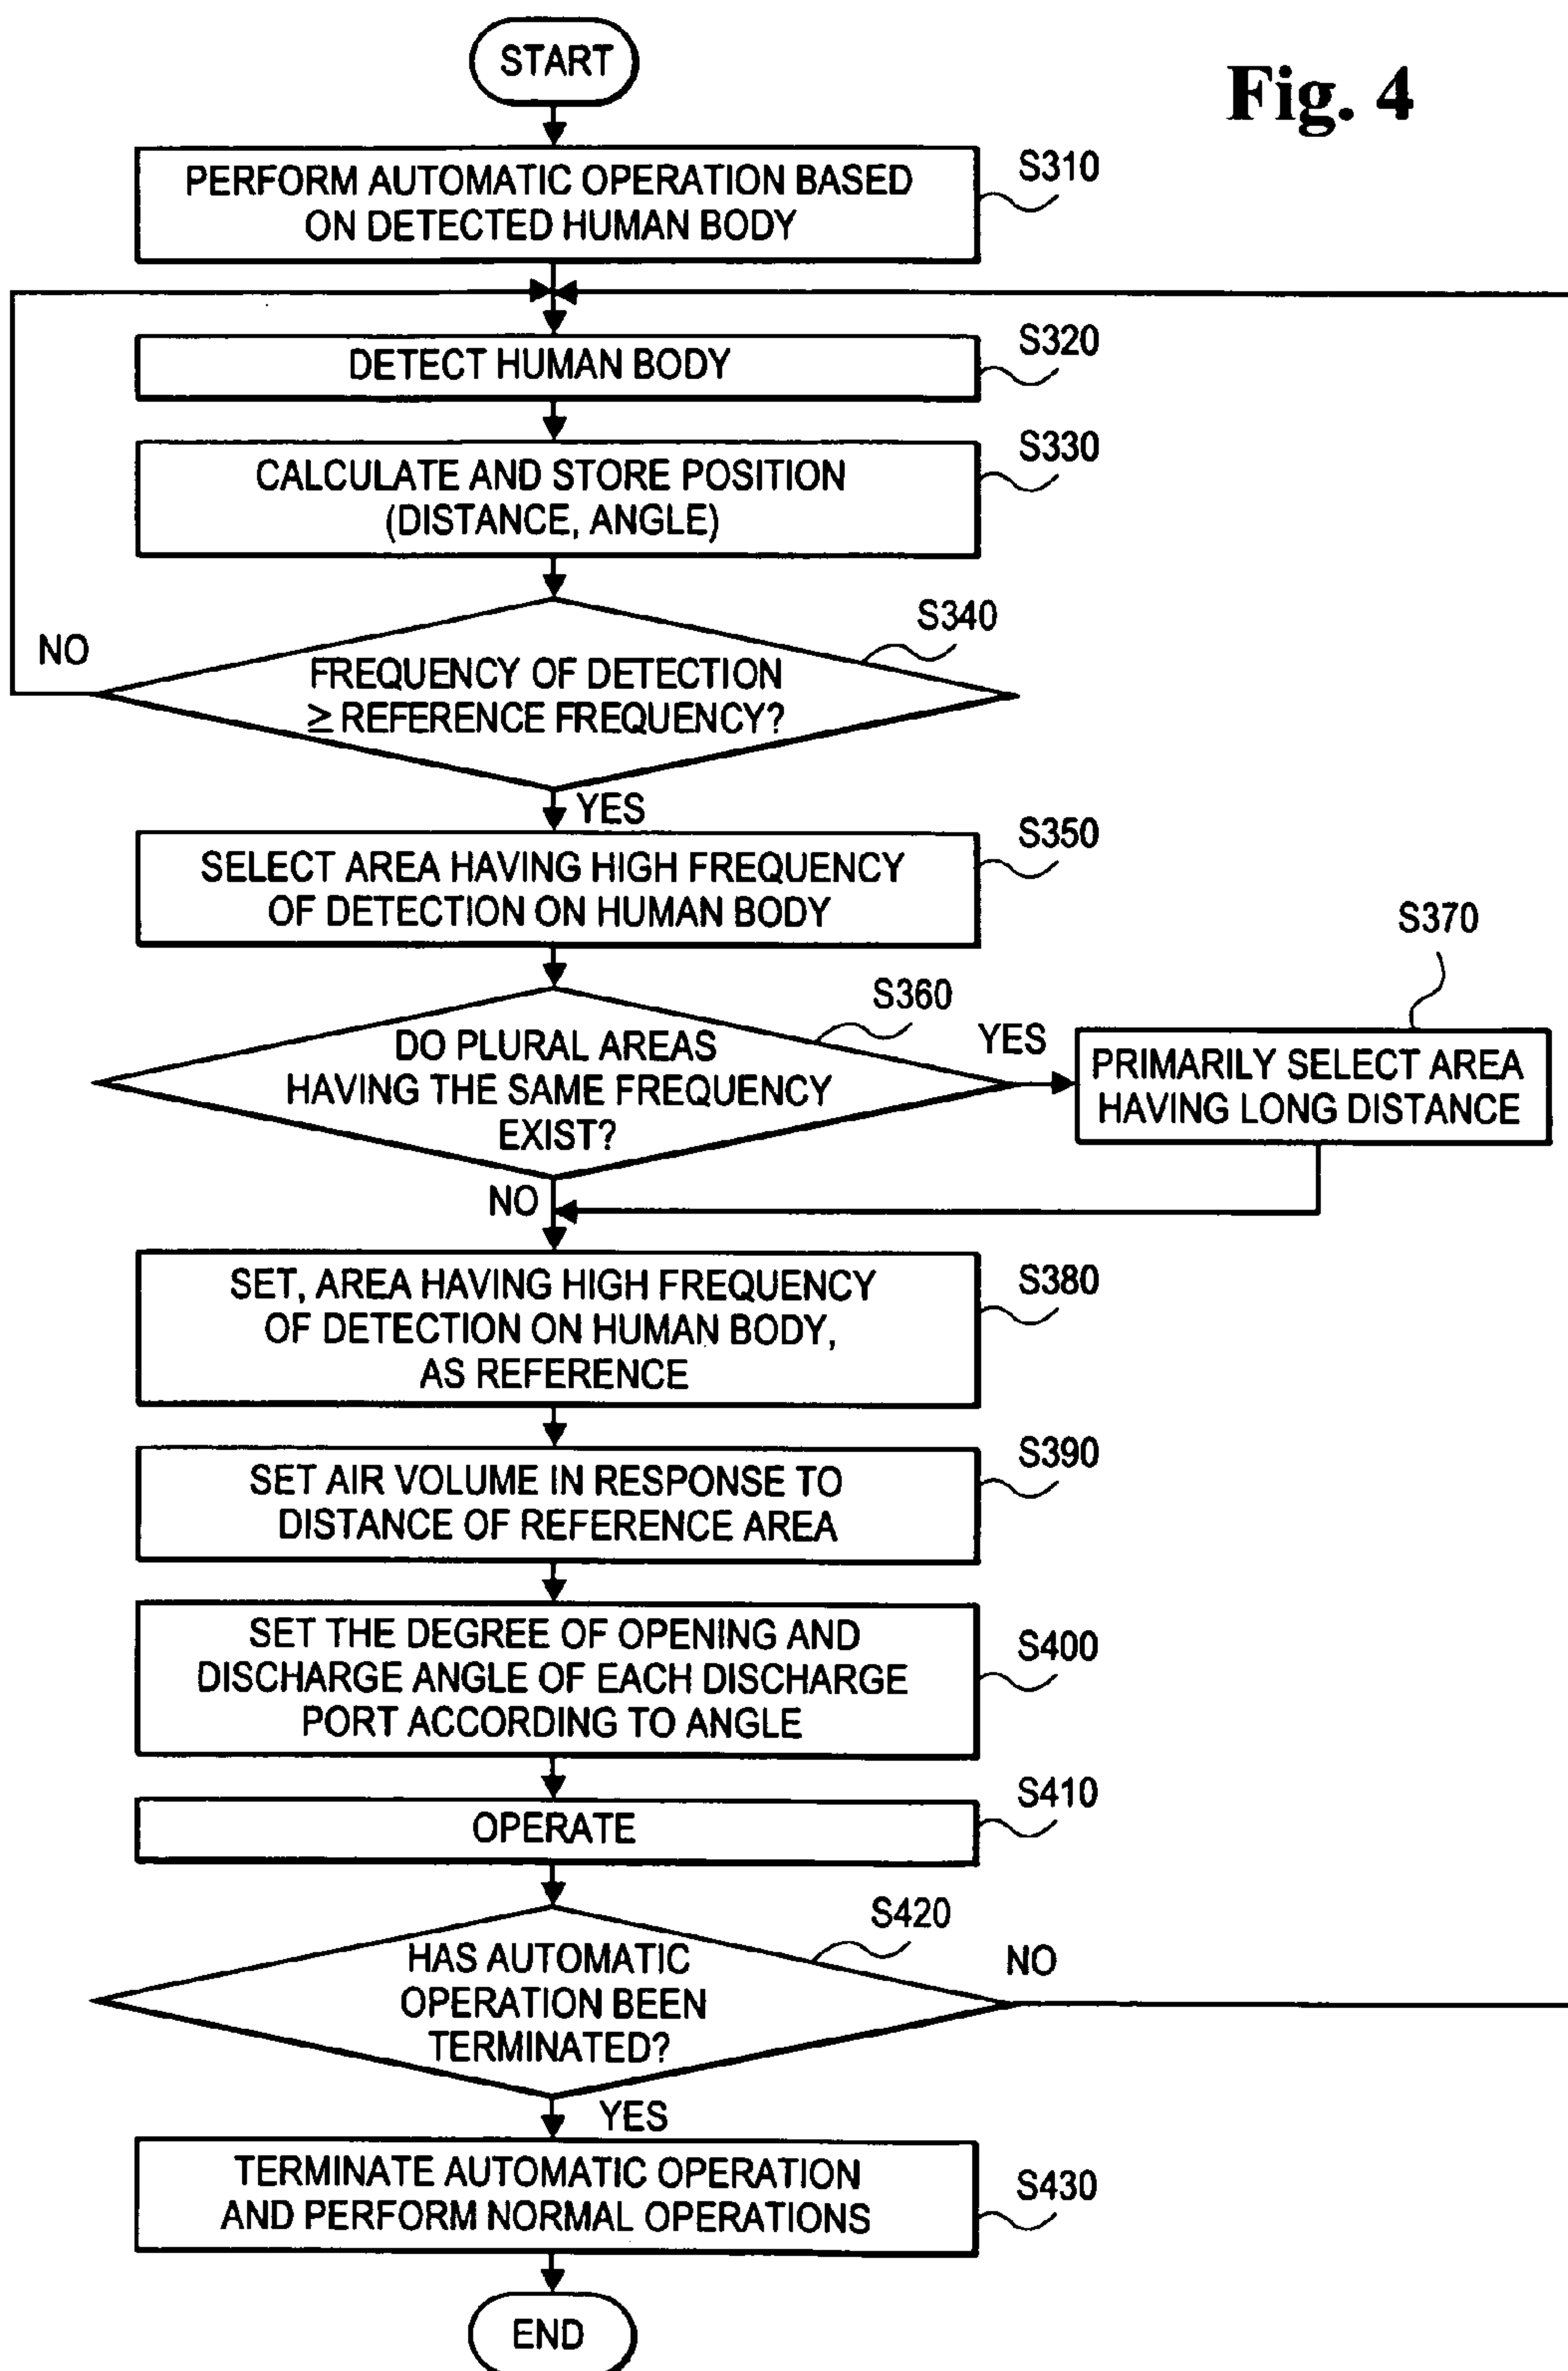 START
Fig. 4
PERFORM AUTOMATIC OPERATION BASED
ON DETECTED HUMAN BODY
S310
DETECT HUMAN BODY
S320
CALCULATE AND STORE POSITION
(DISTANCE, ANGLE)
S330
S340
NO
FREQUENCY OF DETECTION
≥ REFERENCE FREQUENCY?
YES
SELECT AREA HAVING HIGH FREQUENCY
OF DETECTION ON HUMAN BODY
S350
S360
DO PLURAL AREAS
HAVING THE SAME FREQUENCY
EXIST?
YES
S370
PRIMARILY SELECT AREA
HAVING LONG DISTANCE
NO
SET, AREA HAVING HIGH FREQUENCY
OF DETECTION ON HUMAN BODY,
AS REFERENCE
S380
SET AIR VOLUME IN RESPONSE TO
DISTANCE OF REFERENCE AREA
S390
SET THE DEGREE OF OPENING AND
DISCHARGE ANGLE OF EACH DISCHARGE
PORT ACCORDING TO ANGLE
S400
OPERATE
S410
S420
HAS AUTOMATIC
OPERATION BEEN
TERMINATED?
NO
YES
TERMINATE AUTOMATIC OPERATION
AND PERFORM NORMAL OPERATIONS
S430
END